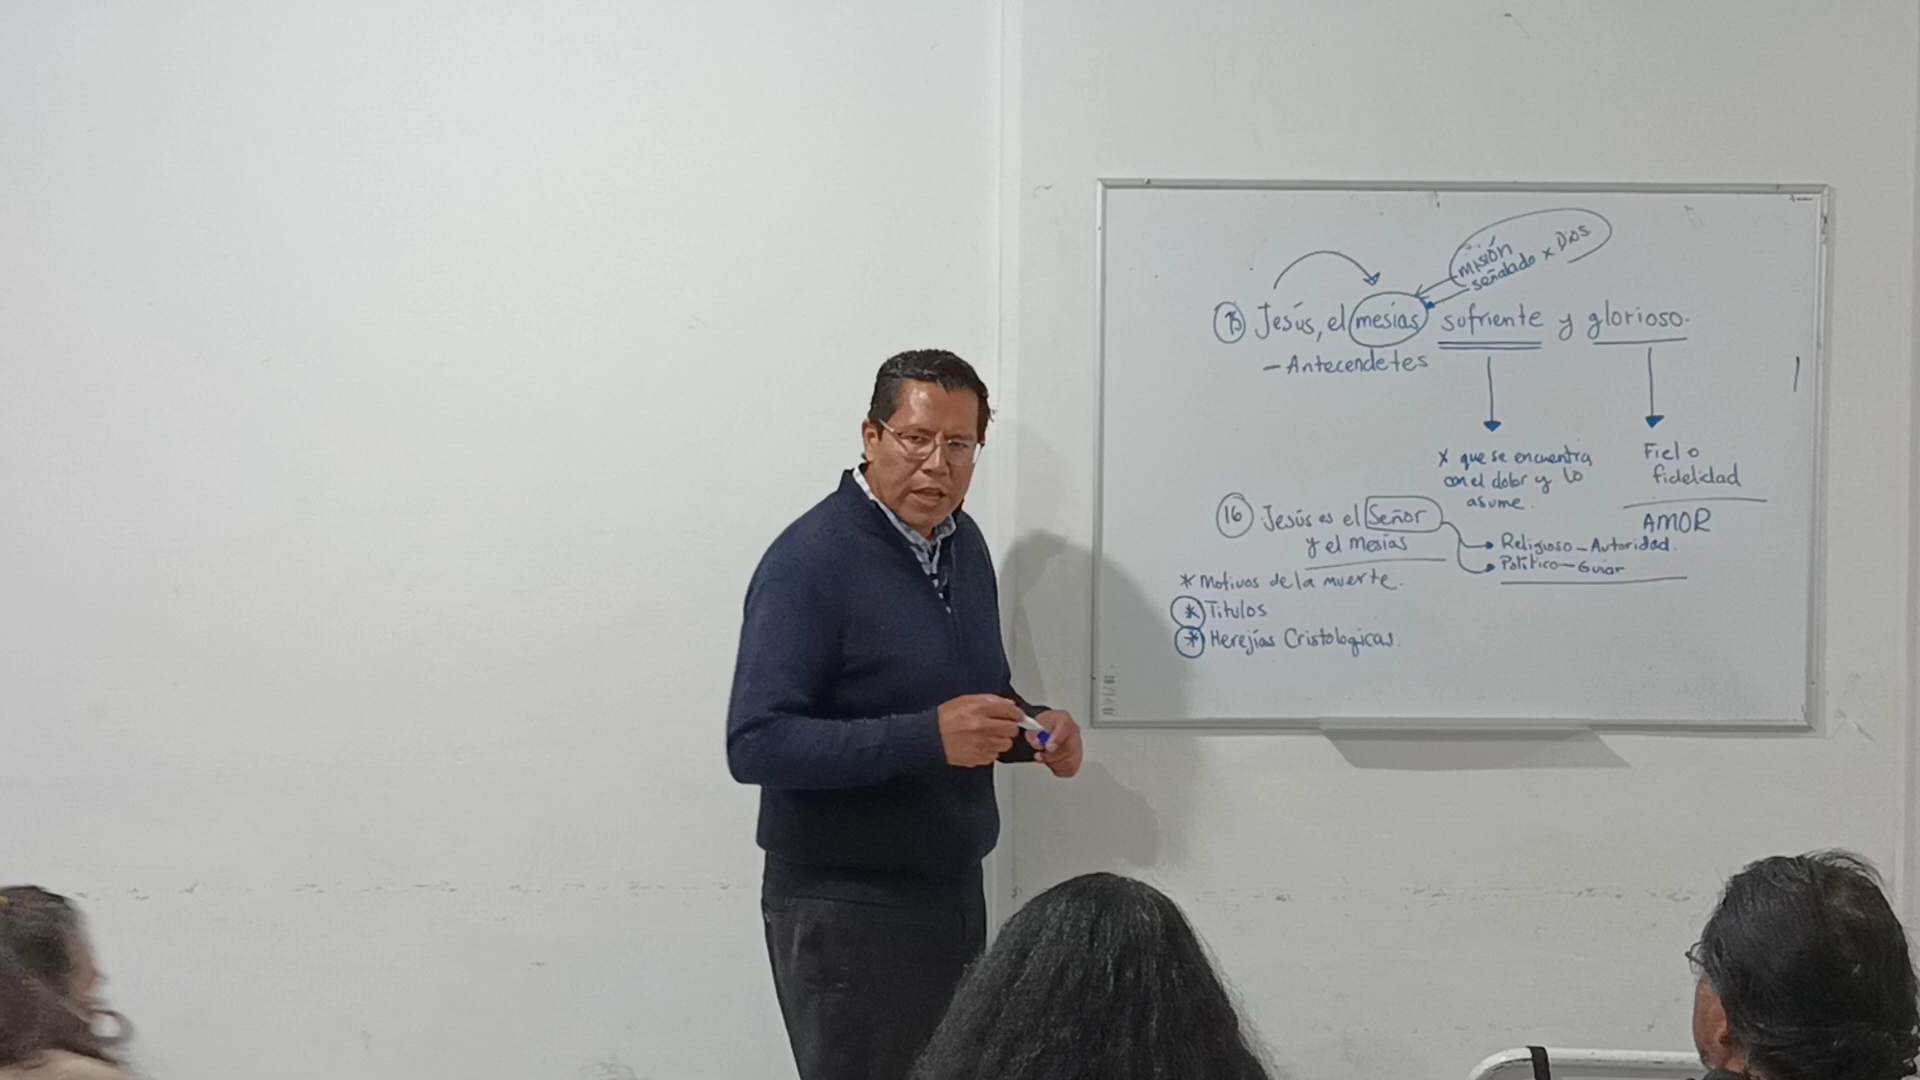 misión
señalado x Dios
15 Jesús, el mesías sufriente y glorioso.
- Antecendetes
x que se encuentra
con el dolor y lo
asume.
Fiel o
fidelidad
AMOR
16 Jesús es el Señor
y el Mesías
Religioso - Autoridad.
Político - Guiar
* Motivos de la muerte.
* Titulos
* Herejías Cristologicas.